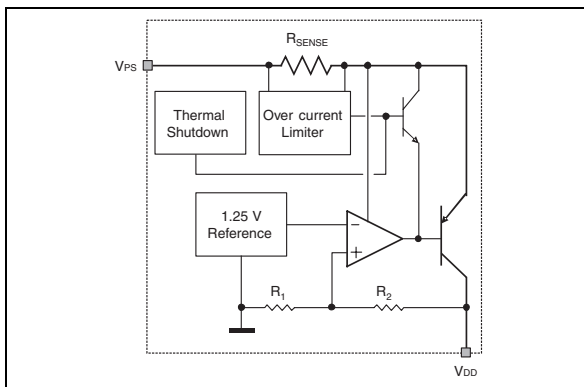 RSENSE
VPS
Thermal
Shutdown
Over current
Limiter
1.25 V
Reference
−
+
R1
R2
VDD